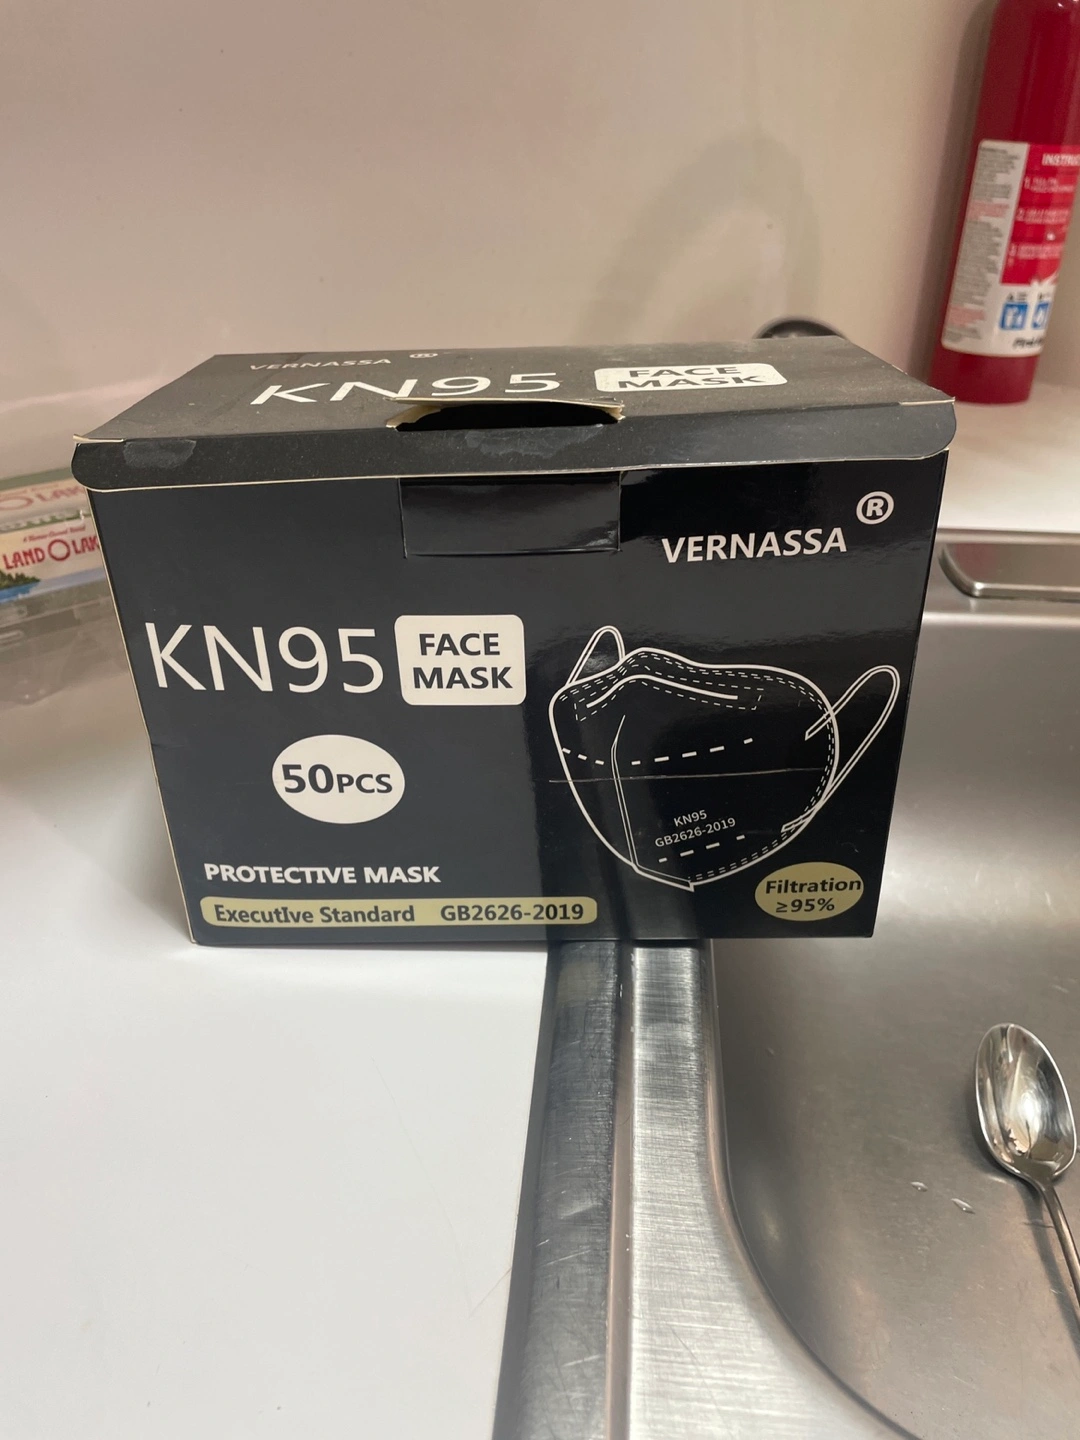 VERNASSA ®
KN95 FACE
MASK
VERNASSA ®
KN95
FACE
MASK
50PCS
KN95
GB2626-2019
PROTECTIVE MASK
ExecutIve Standard GB2626-2019
Filtration
≥95%
LAND O LAK